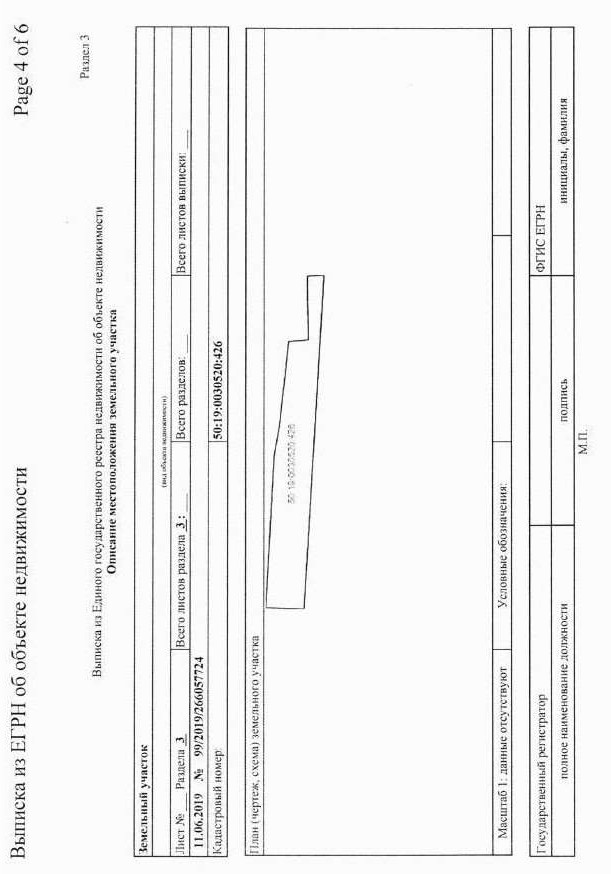 Выписка из ЕГРН об объекте недвижимости Page 4 of 6
Раздел 3
Выписка из Единого государственного реестра недвижимости об объекте недвижимости
Описание местоположения земельного участка
Земельный участок
(вид объекта недвижимости)
Лист № ___ Раздела 3 Всего листов раздела 3 : ___ Всего разделов: ___ Всего листов выписки: ___
11.06.2019 № 99/2019/266057724
Кадастровый номер: 50:19:0030520:426
План (чертеж, схема) земельного участка
50:19:0030520:426
Масштаб 1: данные отсутствуют Условные обозначения:
Государственный регистратор ФГИС ЕГРН
полное наименование должности подпись инициалы, фамилия
М.П.